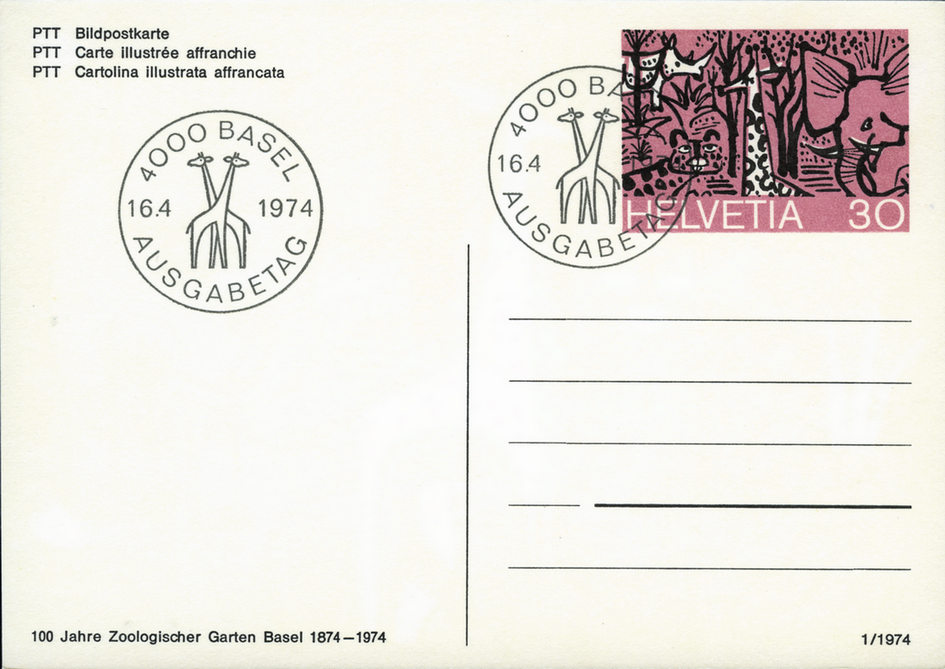 PTT Bildpostkarte
PTT Carte illustrée affranchie
PTT Cartolina illustrata affrancata
4000 BASEL
16.4 1974
AUSGABETAG
4000 BA
16.4
AUSGABETAG
HELVETIA 30
100 Jahre Zoologischer Garten Basel 1874–1974
1/1974